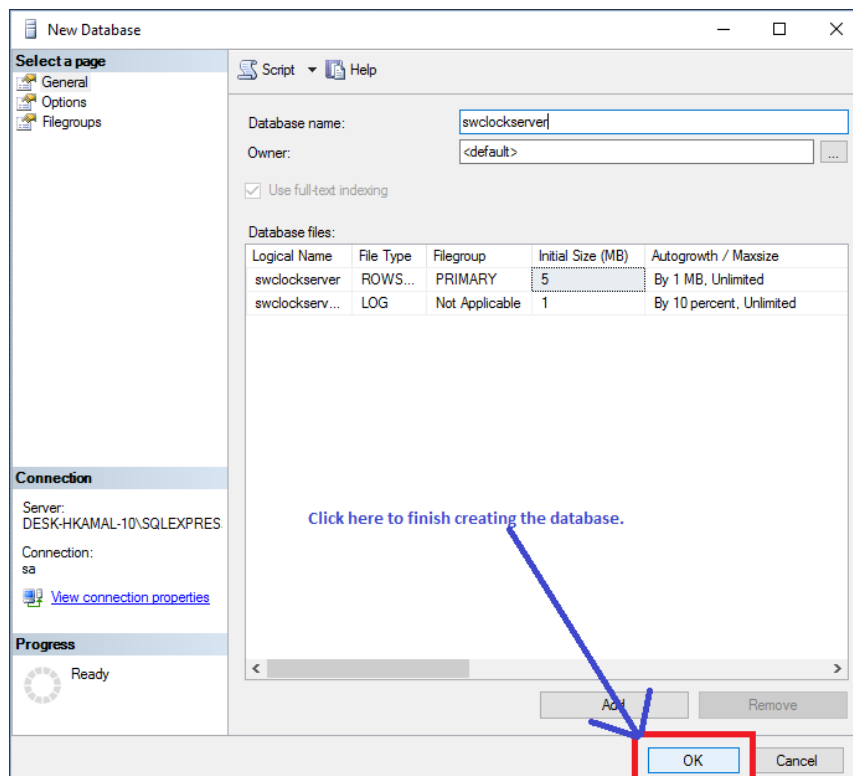 New Database
Select a page
General
Options
Filegroups
Script
Help
Database name:
swclockserver
Owner:
<default>
...
Use full-text indexing
Database files:
Logical Name File Type Filegroup Initial Size (MB) Autogrowth / Maxsize
swclockserver ROWS... PRIMARY 5 By 1 MB, Unlimited
swclockserv... LOG Not Applicable 1 By 10 percent, Unlimited
Connection
Server:
DESK-HKAMAL-10\SQLEXPRES
Connection:
sa
View connection properties
Click here to finish creating the database.
Progress
Ready
Add Remove
OK Cancel